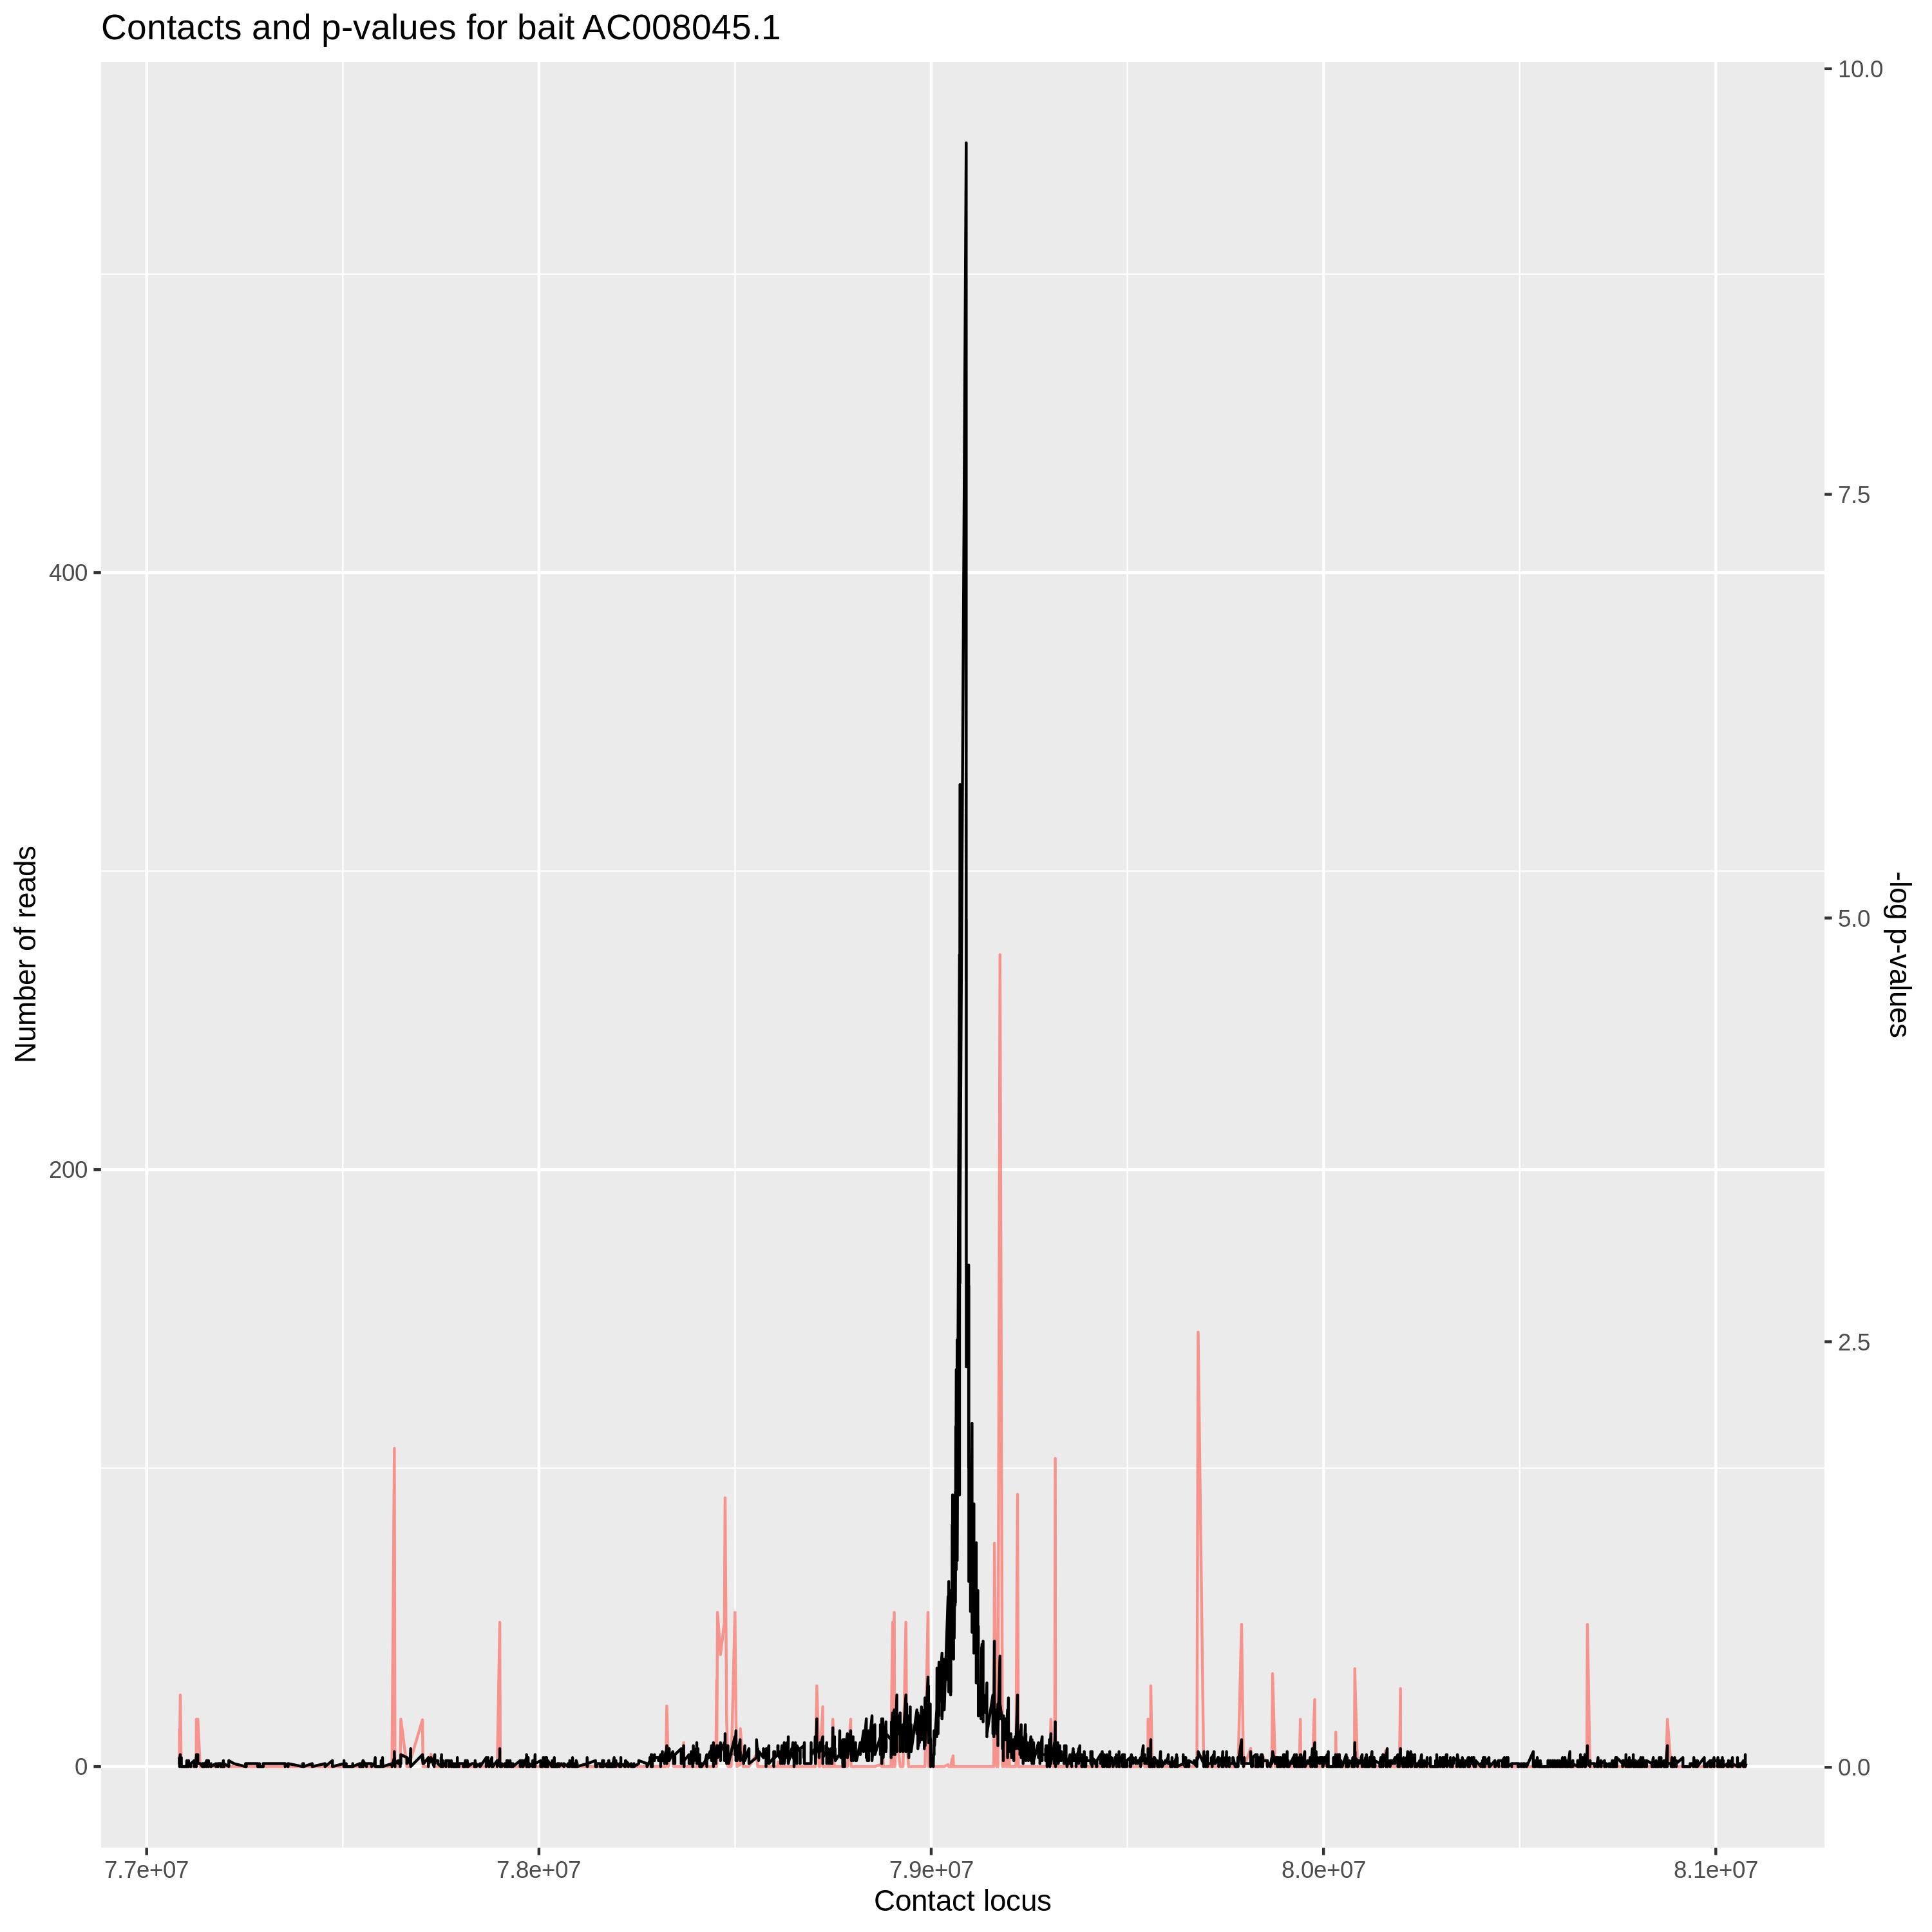 Contacts and p-values for bait AC008045.1
10.0
7.5
400
5.0
Number of reads
-log p-values
200
2.5
0
0.0
7.7e+07 7.8e+07 7.9e+07 8.0e+07 8.1e+07
Contact locus